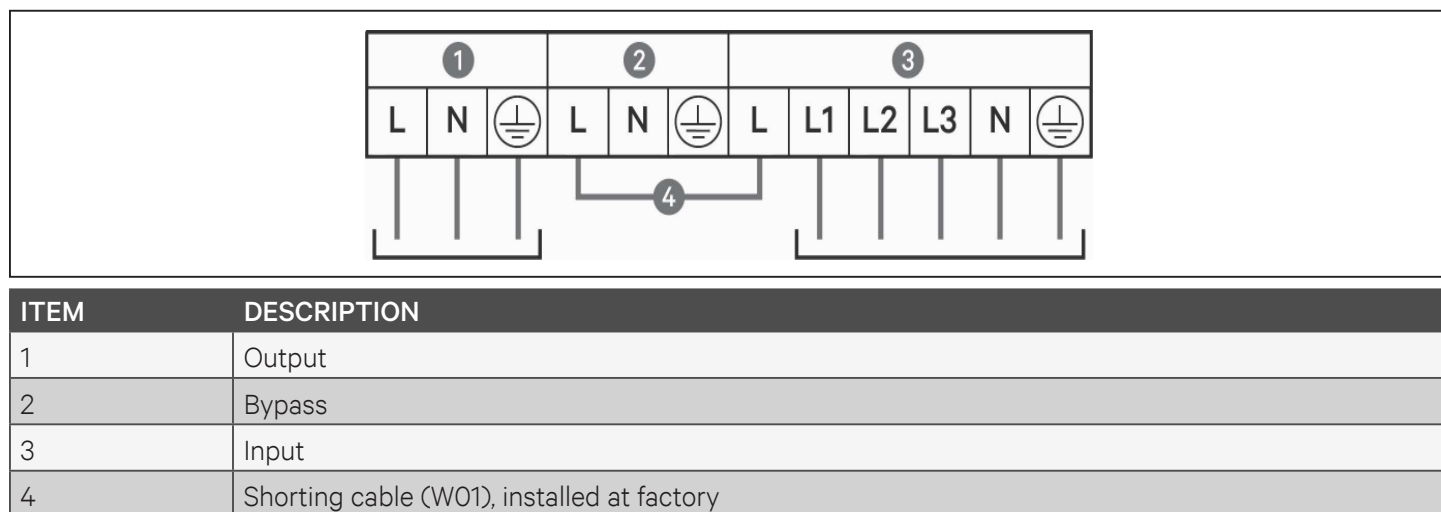 1 2 3
L N L N L L1 L2 L3 N
4
ITEM DESCRIPTION
1 Output
2 Bypass
3 Input
4 Shorting cable (W01), installed at factory